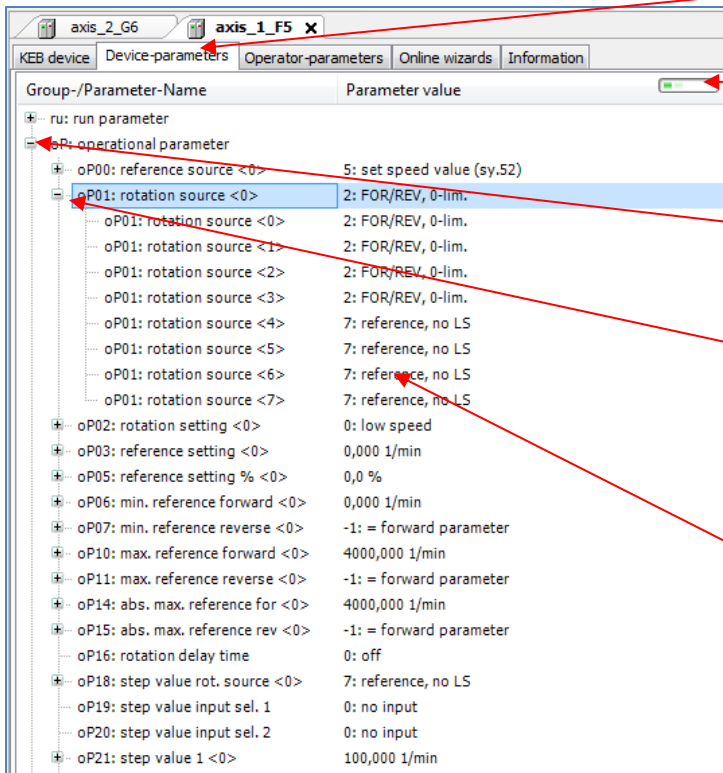 axis_2_G6 axis_1_F5 X
KEB device Device-parameters Operator-parameters Online wizards Information
Group-/Parameter-Name Parameter value
ru: run parameter
oP: operational parameter
oP00: reference source <0> 5: set speed value (sy.52)
oP01: rotation source <0> 2: FOR/REV, 0-lim.
oP01: rotation source <0> 2: FOR/REV, 0-lim.
oP01: rotation source <1> 2: FOR/REV, 0-lim.
oP01: rotation source <2> 2: FOR/REV, 0-lim.
oP01: rotation source <3> 2: FOR/REV, 0-lim.
oP01: rotation source <4> 7: reference, no LS
oP01: rotation source <5> 7: reference, no LS
oP01: rotation source <6> 7: reference, no LS
oP01: rotation source <7> 7: reference, no LS
oP02: rotation setting <0> 0: low speed
oP03: reference setting <0> 0,000 1/min
oP05: reference setting % <0> 0,0 %
oP06: min. reference forward <0> 0,000 1/min
oP07: min. reference reverse <0> -1: = forward parameter
oP10: max. reference forward <0> 4000,000 1/min
oP11: max. reference reverse <0> -1: = forward parameter
oP14: abs. max. reference for <0> 4000,000 1/min
oP15: abs. max. reference rev <0> -1: = forward parameter
oP16: rotation delay time 0: off
oP18: step value rot. source <0> 7: reference, no LS
oP19: step value input sel. 1 0: no input
oP20: step value input sel. 2 0: no input
oP21: step value 1 <0> 100,000 1/min